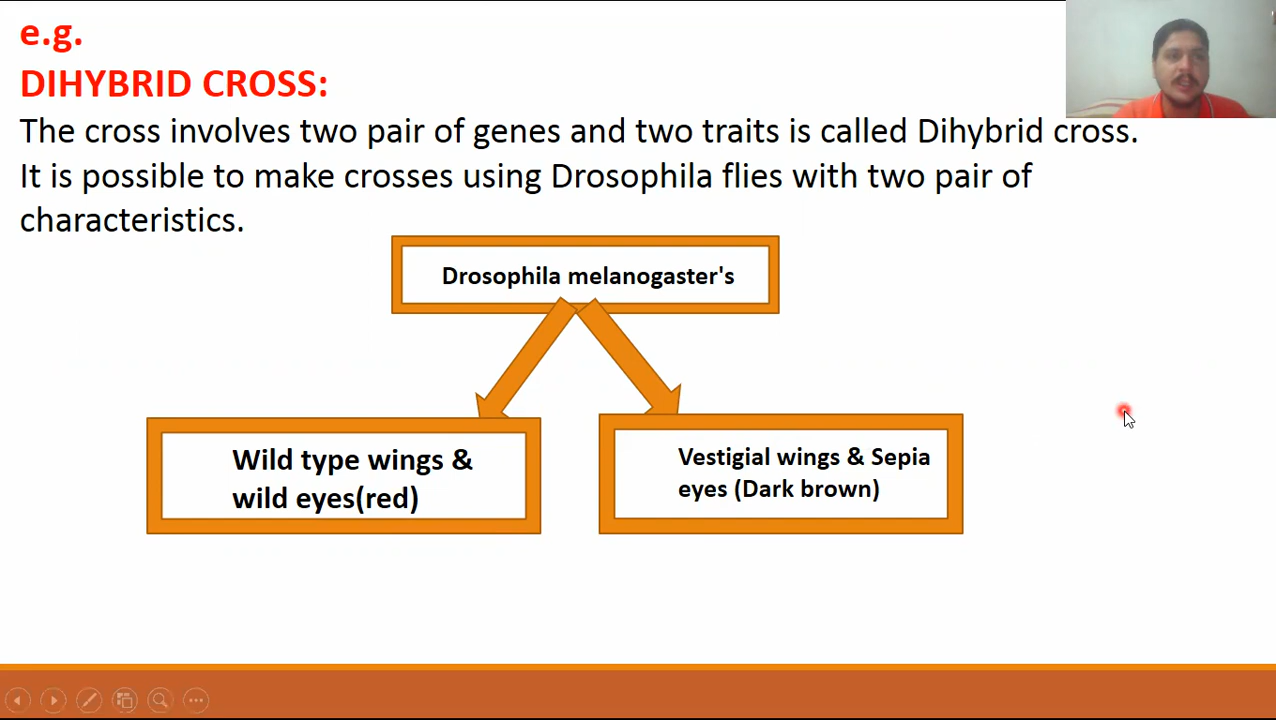 e.g.
DIHYBRID CROSS:
The cross involves two pair of genes and two traits is called Dihybrid cross.
It is possible to make crosses using Drosophila flies with two pair of
characteristics.
Drosophila melanogaster's
Wild type wings &
wild eyes(red)
Vestigial wings & Sepia
eyes (Dark brown)